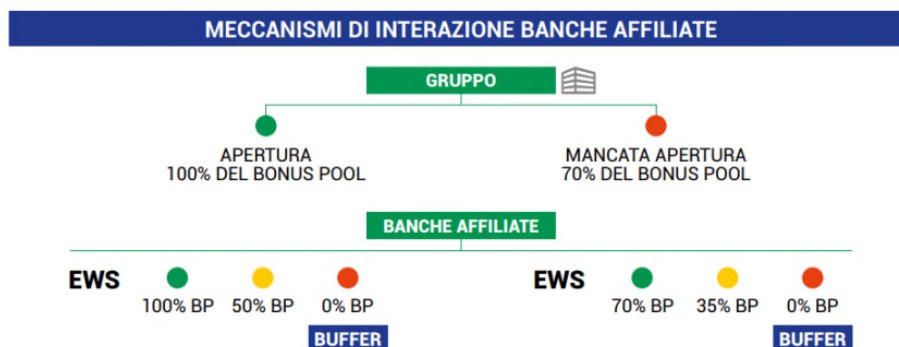 MECCANISMI DI INTERAZIONE BANCHE AFFILIATE
GRUPPO
APERTURA
100% DEL BONUS POOL
MANCATA APERTURA
70% DEL BONUS POOL
BANCHE AFFILIATE
EWS
100% BP
50% BP
0% BP
BUFFER
EWS
70% BP
35% BP
0% BP
BUFFER